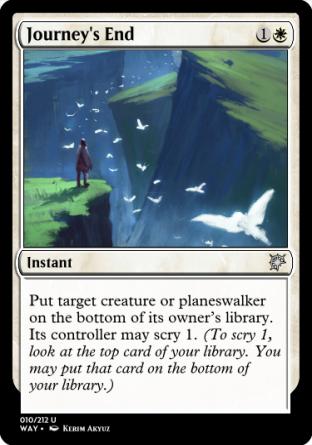 Journey's End 1
Instant
Put target creature or planeswalker
on the bottom of its owner's library.
Its controller may scry 1. (To scry 1,
look at the top card of your library. You
may put that card on the bottom of
your library.)
010/212 U
WAY • Kerim Akyuz